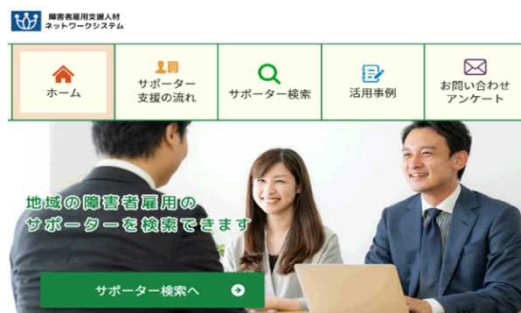 障害者雇用支援人材
ネットワークシステム
ホーム
サポーター
支援の流れ
サポーター検索
活用事例
お問い合わせ
アンケート
地域の障害者雇用の
サポーターを検索できます
サポーター検索へ